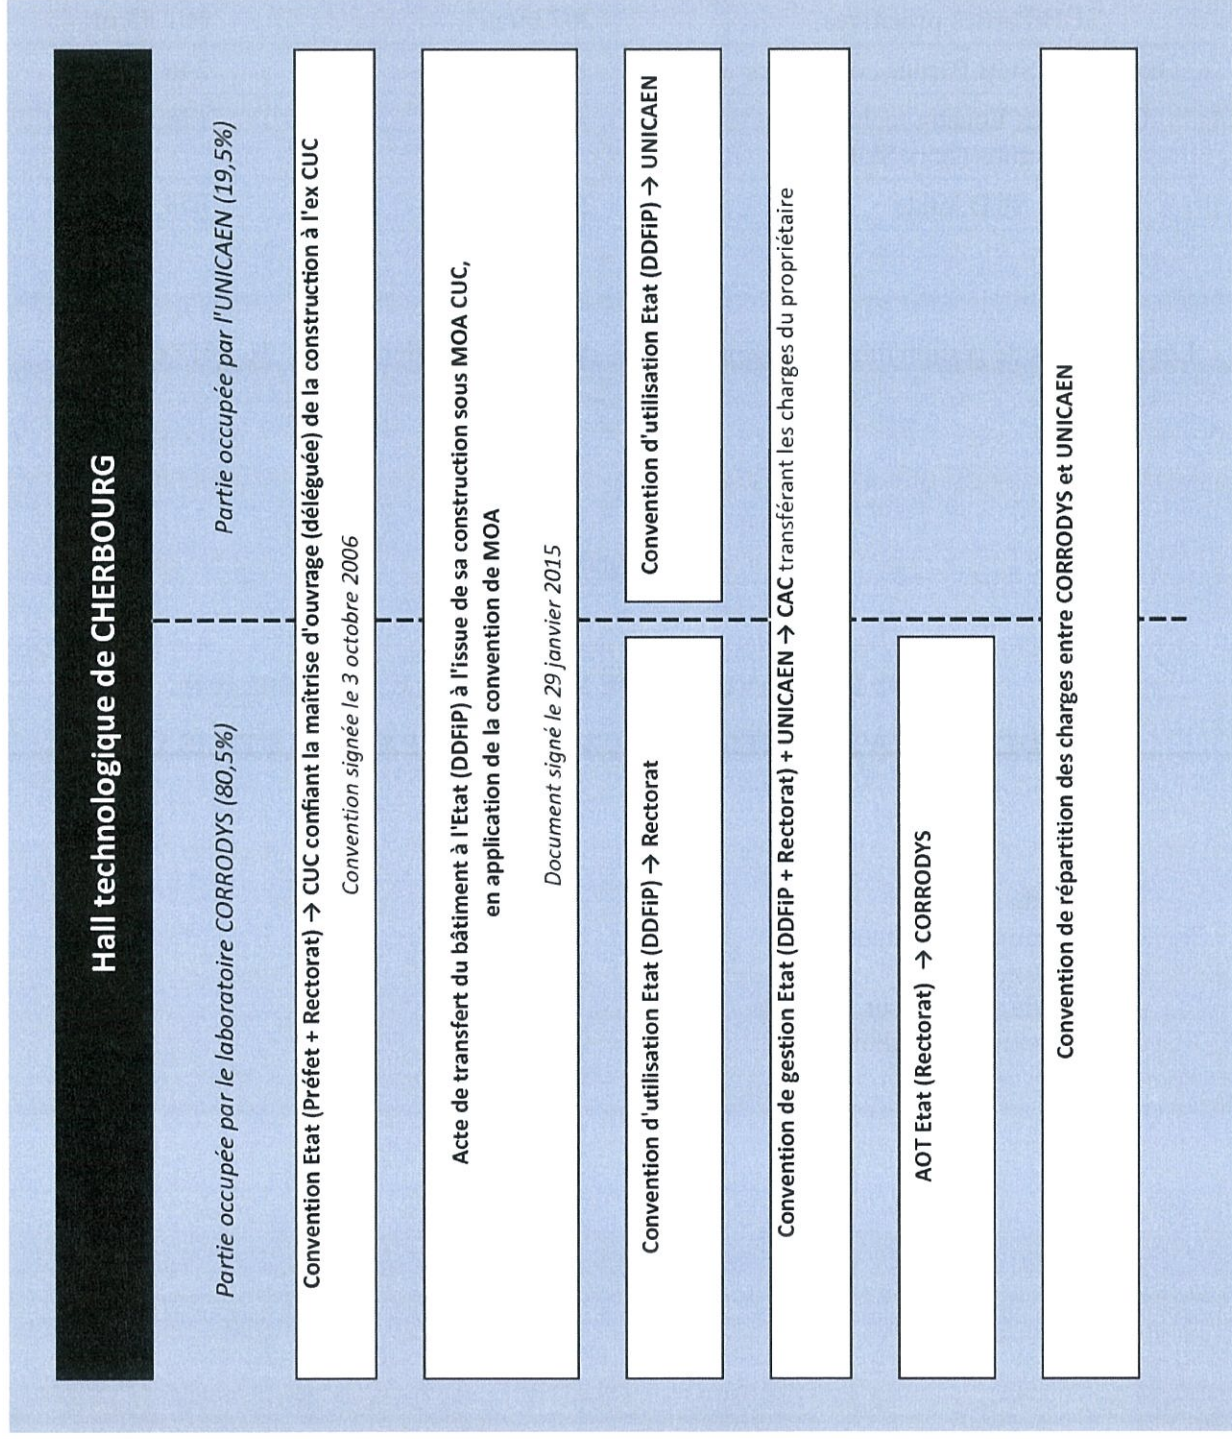 Hall technologique de CHERBOURG
Partie occupée par le laboratoire CORRODYS (80,5%)
Partie occupée par l'UNICAEN (19,5%)
Convention Etat (Préfet + Rectorat) → CUC confiant la maîtrise d'ouvrage (déléguée) de la construction à l'ex CUC
Convention signée le 3 octobre 2006
Acte de transfert du bâtiment à l'Etat (DDFiP) à l'issue de sa construction sous MOA CUC,
en application de la convention de MOA
Document signé le 29 janvier 2015
Convention d'utilisation Etat (DDFiP) → Rectorat
Convention d'utilisation Etat (DDFiP) → UNICAEN
Convention de gestion Etat (DDFiP + Rectorat) + UNICAEN → CAC transférant les charges du propriétaire
AOT Etat (Rectorat) → CORRODYS
Convention de répartition des charges entre CORRODYS et UNICAEN